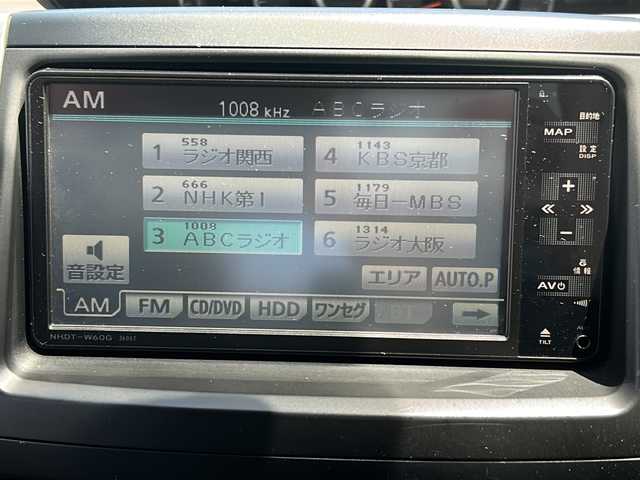 AM 1008 kHz ABCラジオ
目的地
MAP
設定
DISP
1 558 ラジオ関西
4 1143 KBS京都
2 666 NHK第1
5 1179 毎日ーMBS
3 1008 ABCラジオ
6 1314 ラジオ大阪
情報
音設定
エリア AUTO.P
AV
AM FM CD/DVD HDD ワンセグ
NHDT-W60G
TILT